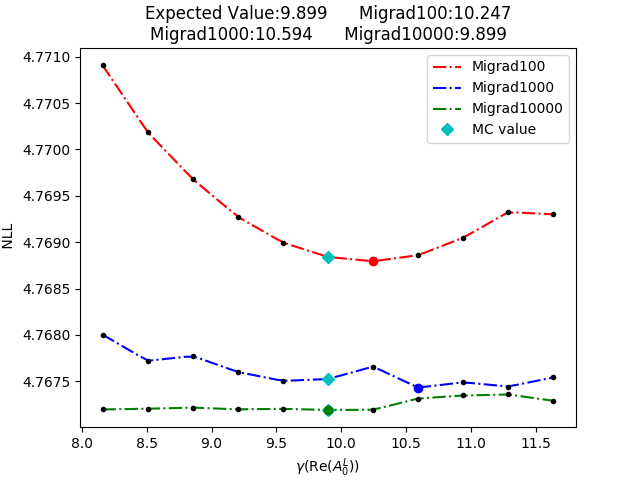 Expected Value:9.899 Migrad100:10.247
Migrad1000:10.594 Migrad10000:9.899
4.7710
4.7705
4.7700
4.7695
4.7690
4.7685
4.7680
4.7675
NLL
Migrad100
Migrad1000
Migrad10000
MC value
8.0 8.5 9.0 9.5 10.0 10.5 11.0 11.5
γ(Re(A₀ᴸ))